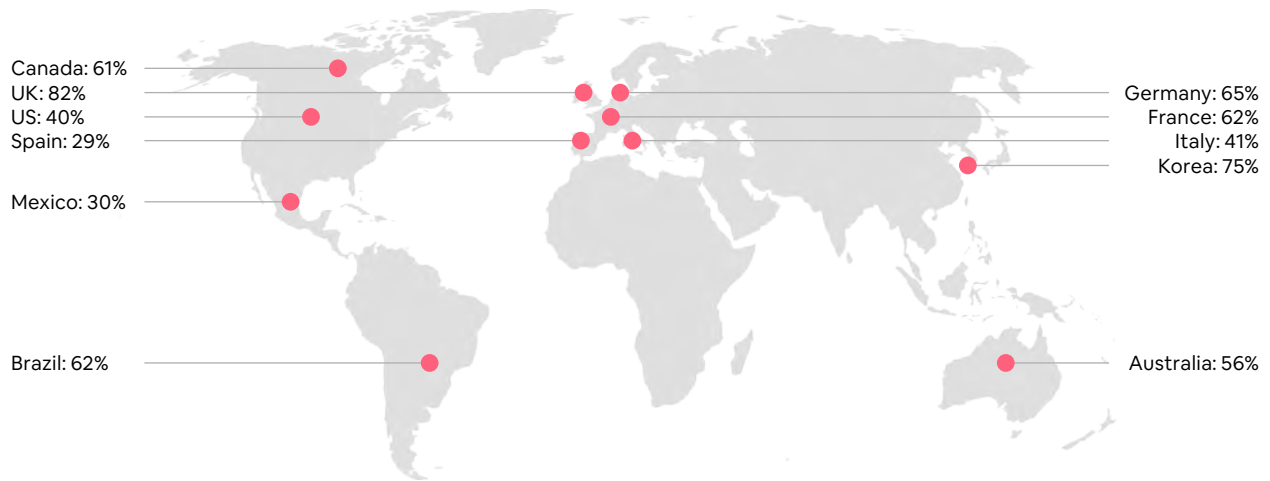 Canada: 61%
UK: 82%
US: 40%
Spain: 29%
Mexico: 30%
Brazil: 62%
Germany: 65%
France: 62%
Italy: 41%
Korea: 75%
Australia: 56%